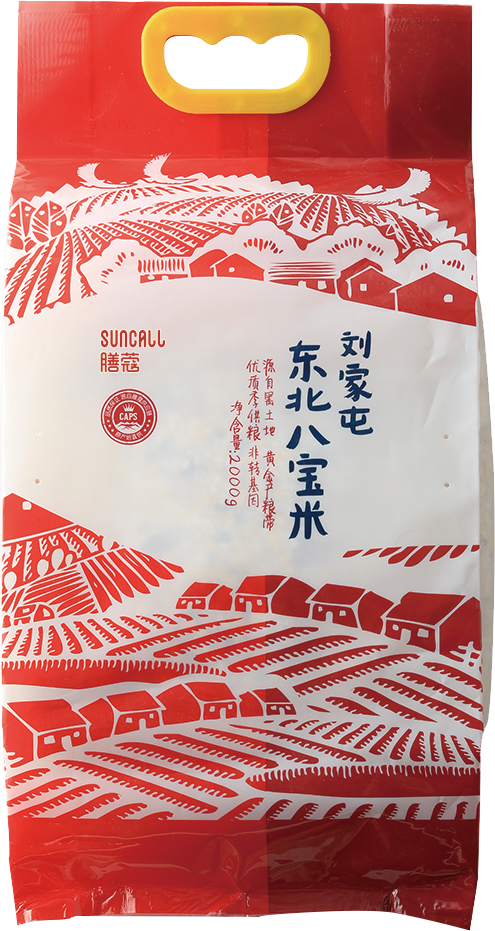 SUNCALL
膳蔻
CAPS
刘家屯
东北八宝米
源自黑土地 黄金产粮带
优质季供粮 非转基因
净含量:2000g